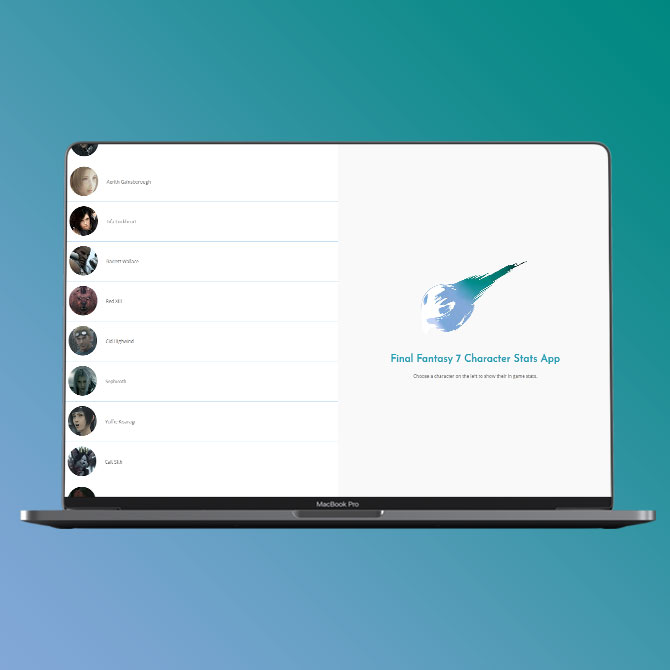 Aerith Gainsborough
Tifa Lockhart
Barrett Wallace
Red XIII
Cid Highwind
Sephiroth
Yuffie Kisaragi
Cait Sith
Final Fantasy 7 Character Stats App
Choose a character on the left to show their in game stats.
MacBook Pro